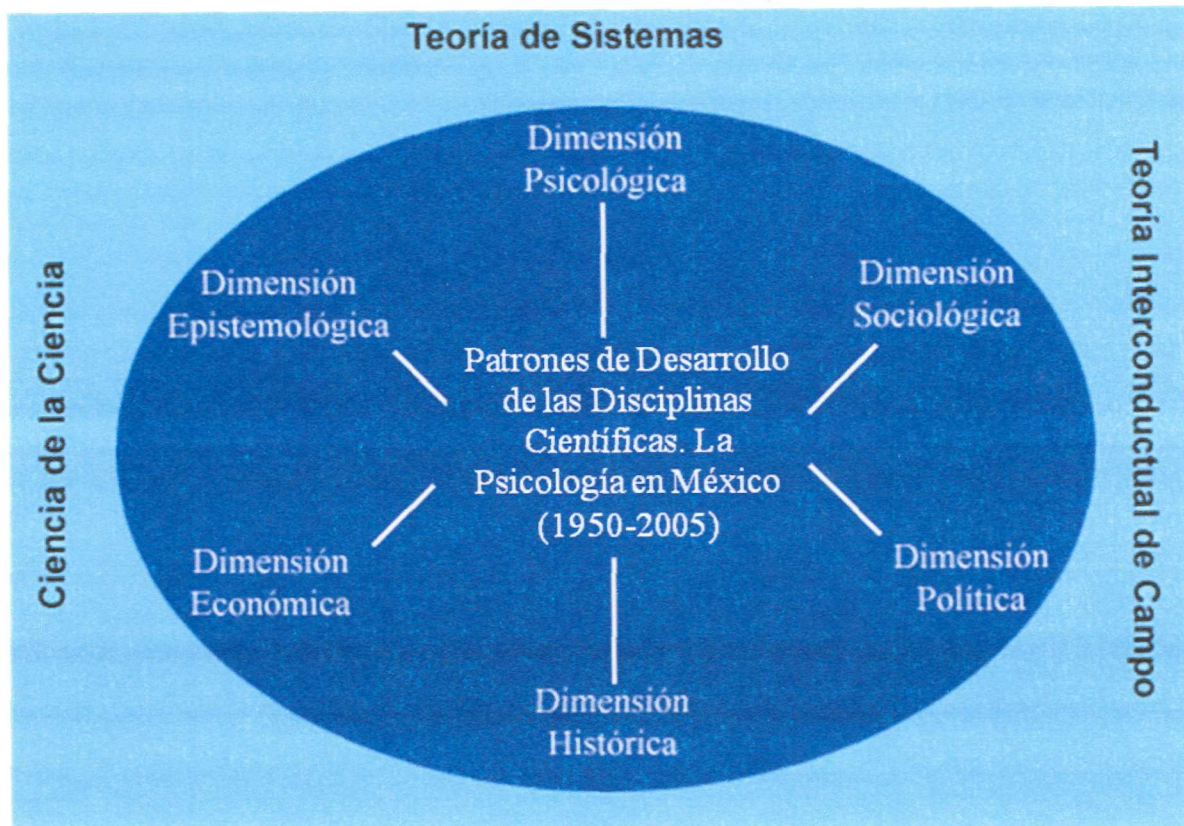 Teoría de Sistemas
Dimensión
Psicológica
Dimensión
Epistemológica
Dimensión
Sociológica
Patrones de Desarrollo
de las Disciplinas
Científicas. La
Psicología en México
(1950-2005)
Dimensión
Económica
Dimensión
Política
Dimensión
Histórica
Ciencia de la Ciencia
Teoría Interconductual de Campo